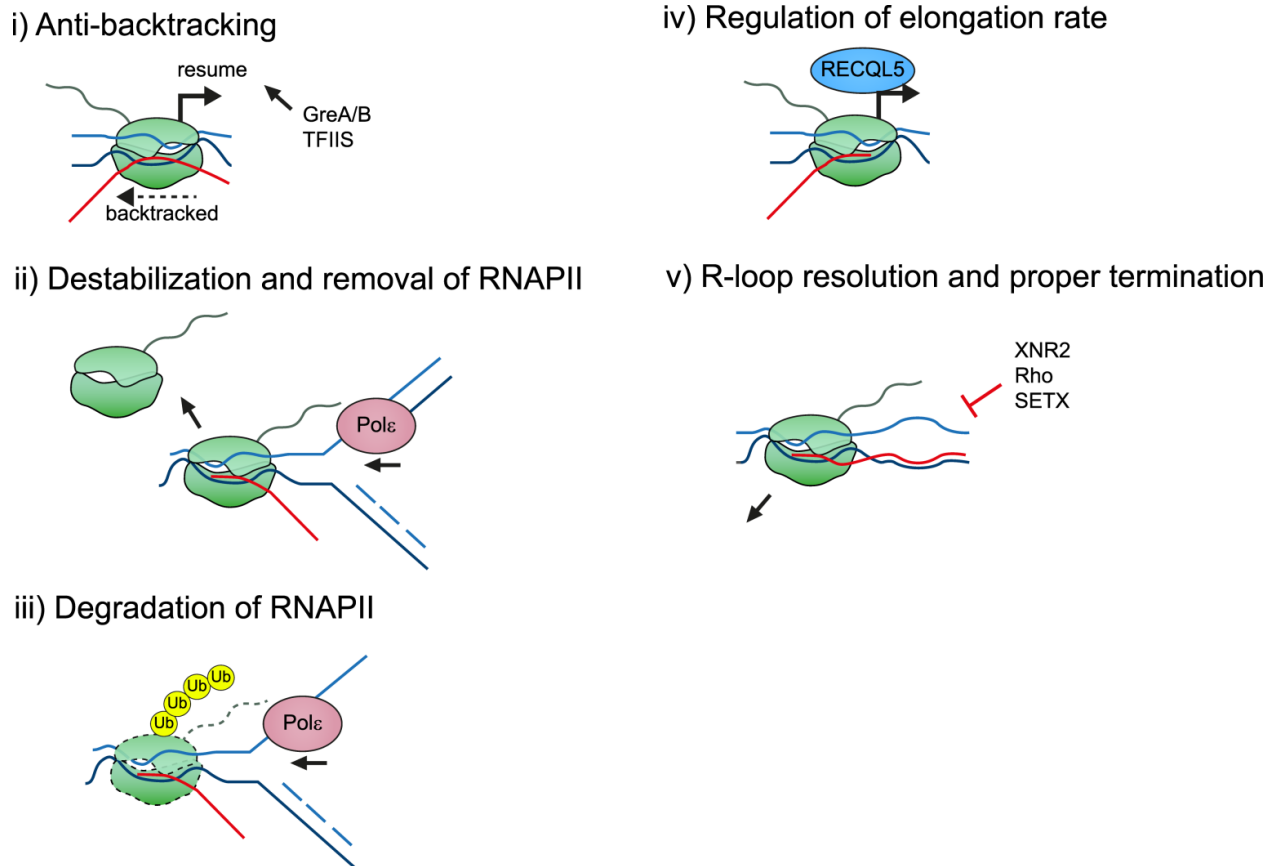 i) Anti-backtracking
resume
GreA/B
TFIIS
backtracked
ii) Destabilization and removal of RNAPII
Polε
iii) Degradation of RNAPII
Ub
Ub
Ub
Ub
Polε
iv) Regulation of elongation rate
RECQL5
v) R-loop resolution and proper termination
XNR2
Rho
SETX